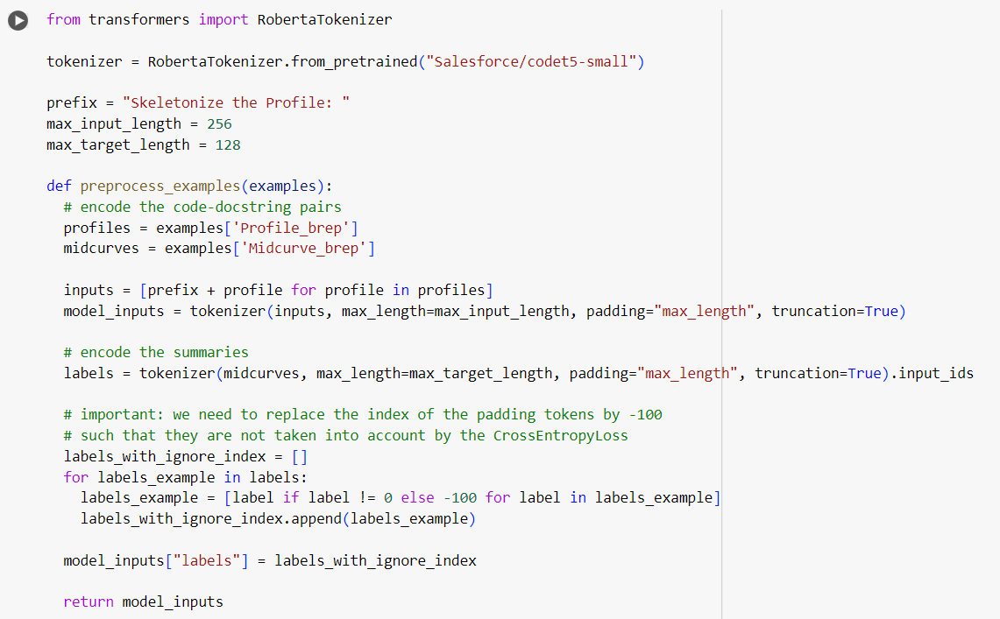 from transformers import RobertaTokenizer
tokenizer = RobertaTokenizer.from_pretrained("Salesforce/codet5-small")
prefix = "Skeletonize the Profile: "
max_input_length = 256
max_target_length = 128
def preprocess_examples(examples):
  # encode the code-docstring pairs
  profiles = examples['Profile_brep']
  midcurves = examples['Midcurve_brep']
  inputs = [prefix + profile for profile in profiles]
  model_inputs = tokenizer(inputs, max_length=max_input_length, padding="max_length", truncation=True)
  # encode the summaries
  labels = tokenizer(midcurves, max_length=max_target_length, padding="max_length", truncation=True).input_ids
  # important: we need to replace the index of the padding tokens by -100
  # such that they are not taken into account by the CrossEntropyLoss
  labels_with_ignore_index = []
  for labels_example in labels:
    labels_example = [label if label != 0 else -100 for label in labels_example]
    labels_with_ignore_index.append(labels_example)
  model_inputs["labels"] = labels_with_ignore_index
  return model_inputs